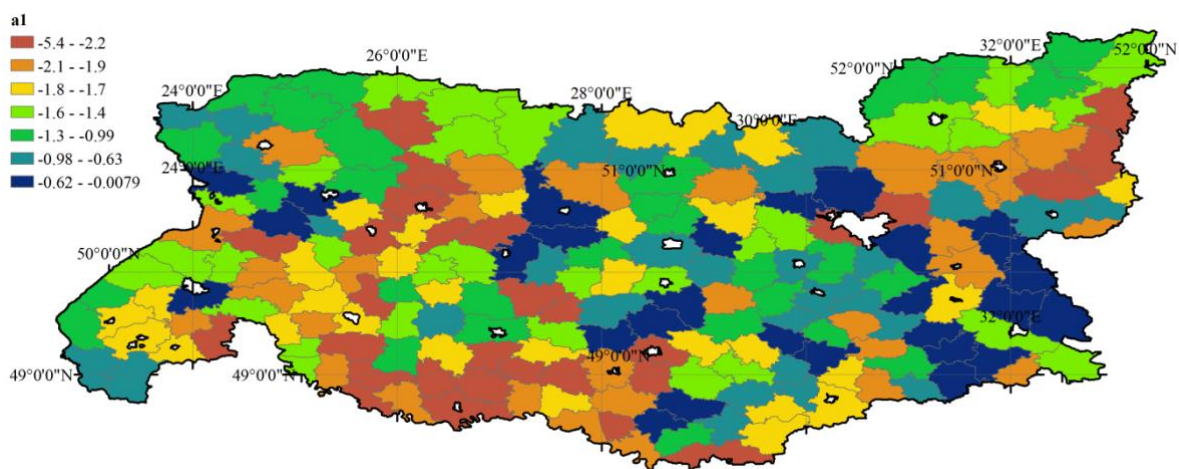 a1
-5.4 - -2.2
-2.1 - -1.9
-1.8 - -1.7
-1.6 - -1.4
-1.3 - -0.99
-0.98 - -0.63
-0.62 - -0.0079
26°0'0"E
32°0'0"E
52°0'0"N
52°0'0"N
24°0'0"E
28°0'0"E
30°0'0"E
24°0'0"E
51°0'0"N
51°0'0"N
50°0'0"N
32°0'0"E
49°0'0"N
49°0'0"N
49°0'0"N